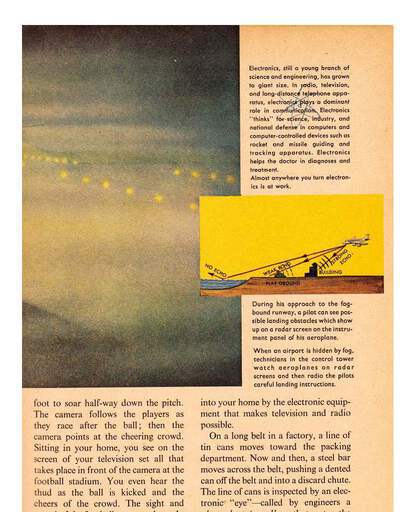 Electronics, still a young branch of
science and engineering, has grown
to giant size. In radio, television,
and long-distance telephone appa-
ratus, electronics plays a dominant
role in communication. Electronics
"thinks" for science, industry, and
national defense in computers and
computer-controlled devices such as
rocket and missile guiding and
tracking apparatus. Electronics
helps the doctor in diagnoses and
treatment.
Almost anywhere you turn electron-
ics is at work.
NO ECHO
WEAK ECHO
STRONG
ECHO
BUILDING
FLAT GROUND
During his approach to the fog-
bound runway, a pilot can see pos-
sible landing obstacles which show
up on a radar screen on the instru-
ment panel of his aeroplane.
When an airport is hidden by fog,
technicians in the control tower
watch aeroplanes on radar
screens and then radio the pilots
careful landing instructions.
foot to soar half-way down the pitch.
The camera follows the players as
they race after the ball; then the
camera points at the cheering crowd.
Sitting in your home, you see on the
screen of your television set all that
takes place in front of the camera at the
football stadium. You even hear the
thud as the ball is kicked and the
cheers of the crowd. The sight and
into your home by the electronic equip-
ment that makes television and radio
possible.
On a long belt in a factory, a line of
tin cans moves toward the packing
department. Now and then, a steel bar
moves across the belt, pushing a dented
can off the belt and into a discard chute.
The line of cans is inspected by an elec-
tronic "eye"—called by engineers a